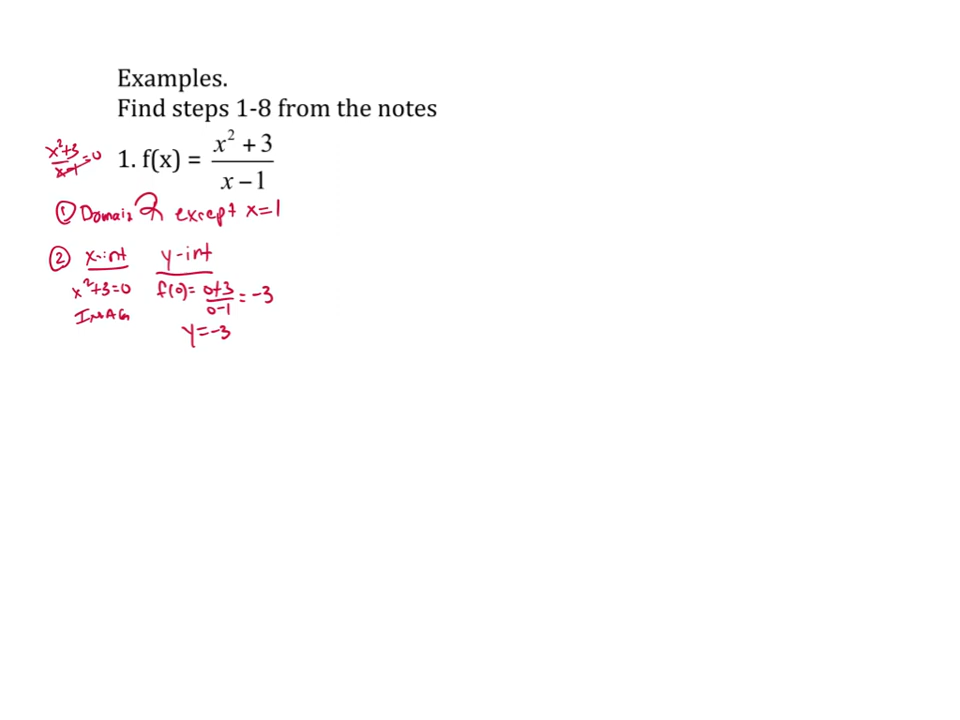 Examples.
Find steps 1-8 from the notes
x²+3/x-1=0
1. f(x) = x² + 3 / x − 1
① Domain ℝ except x=1
② x-int y-int
x²+3=0 f(0)= 0+3/0-1 = -3
IMAG
y=-3